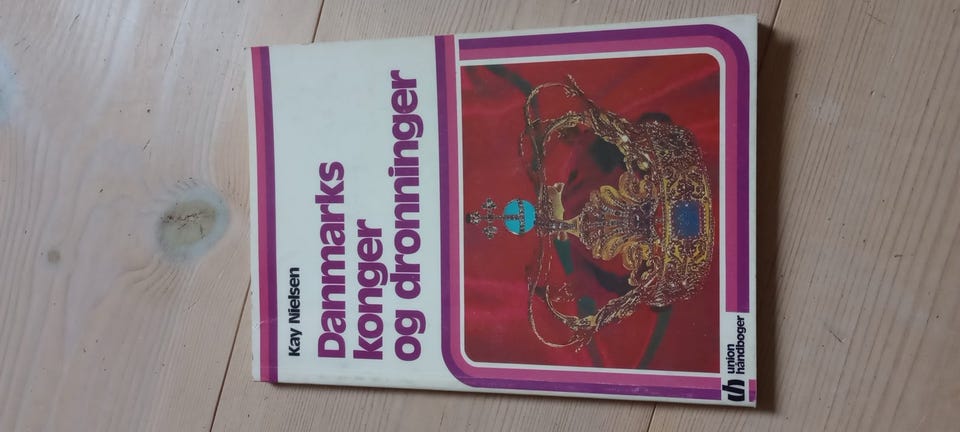 Kay Nielsen
Danmarks
konger
og dronninger
uh union
håndbøger